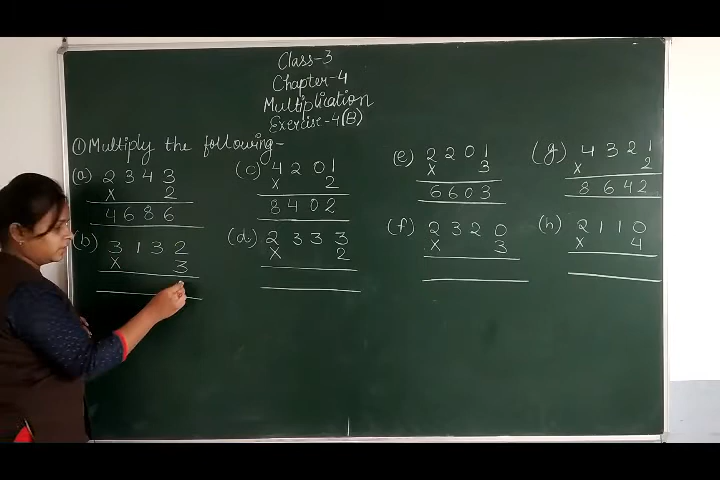 Class-3
Chapter-4
Multiplication
Exercise-4(B)
① Multiply the following-
(a) 2 3 4 3
x 2
4 6 8 6
(b) 3 1 3 2
x 3
(c) 4 2 0 1
x 2
8 4 0 2
(d) 2 3 3 3
x 2
(e) 2 2 0 1
x 3
6 6 0 3
(f) 2 3 2 0
x 3
(g) 4 3 2 1
x 2
8 6 4 2
(h) 2 1 1 0
x 4